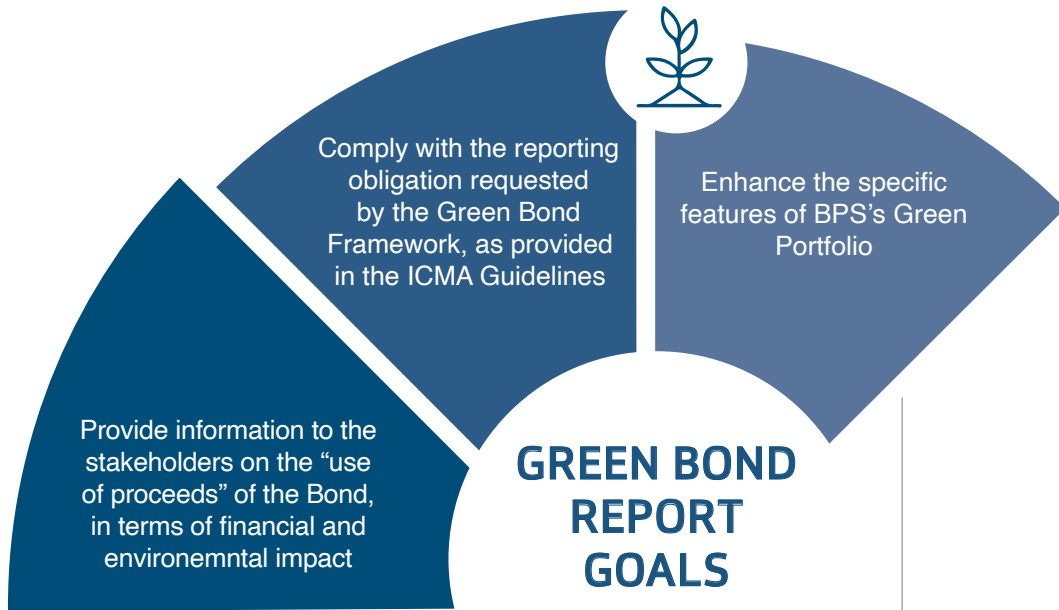 Provide information to the
stakeholders on the “use
of proceeds” of the Bond,
in terms of financial and
environemntal impact
Comply with the reporting
obligation requested
by the Green Bond
Framework, as provided
in the ICMA Guidelines
Enhance the specific
features of BPS’s Green
Portfolio
GREEN BOND
REPORT
GOALS